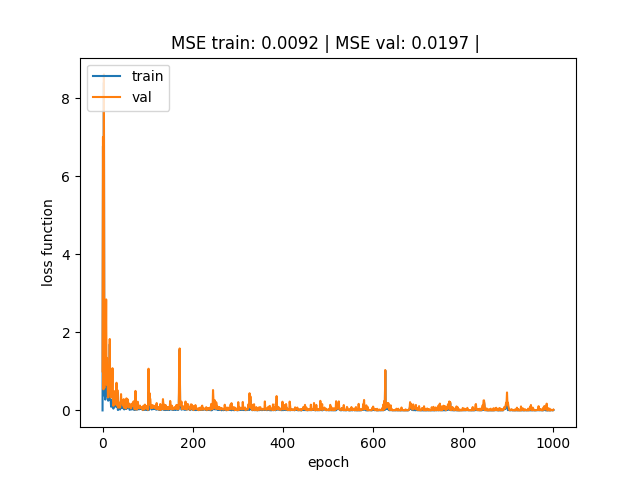 MSE train: 0.0092 | MSE val: 0.0197 |
train
val
loss function
8
6
4
2
0
0 200 400 600 800 1000
epoch